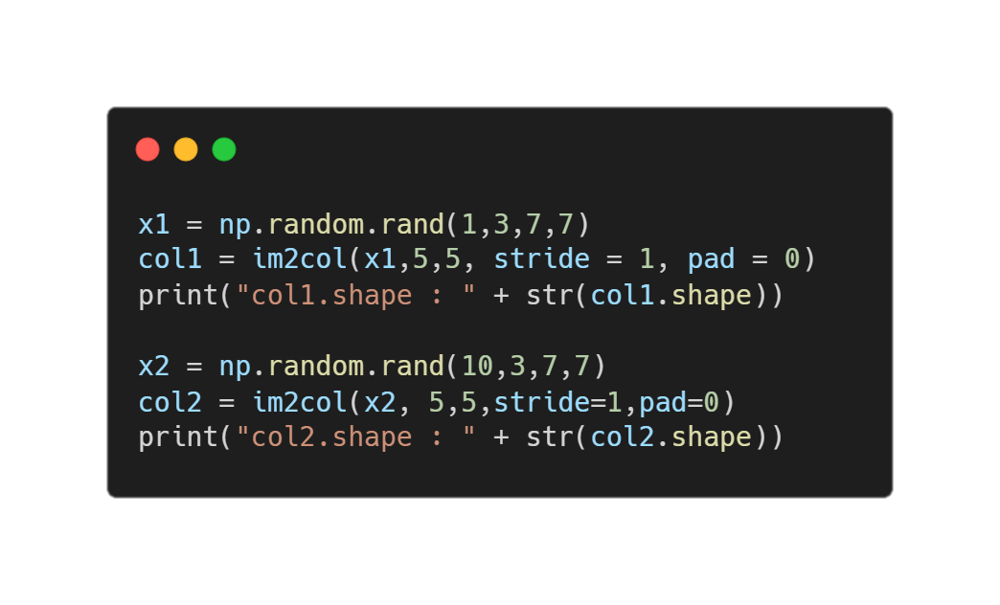 x1 = np.random.rand(1,3,7,7)
col1 = im2col(x1,5,5, stride = 1, pad = 0)
print("col1.shape : " + str(col1.shape))
x2 = np.random.rand(10,3,7,7)
col2 = im2col(x2, 5,5,stride=1,pad=0)
print("col2.shape : " + str(col2.shape))